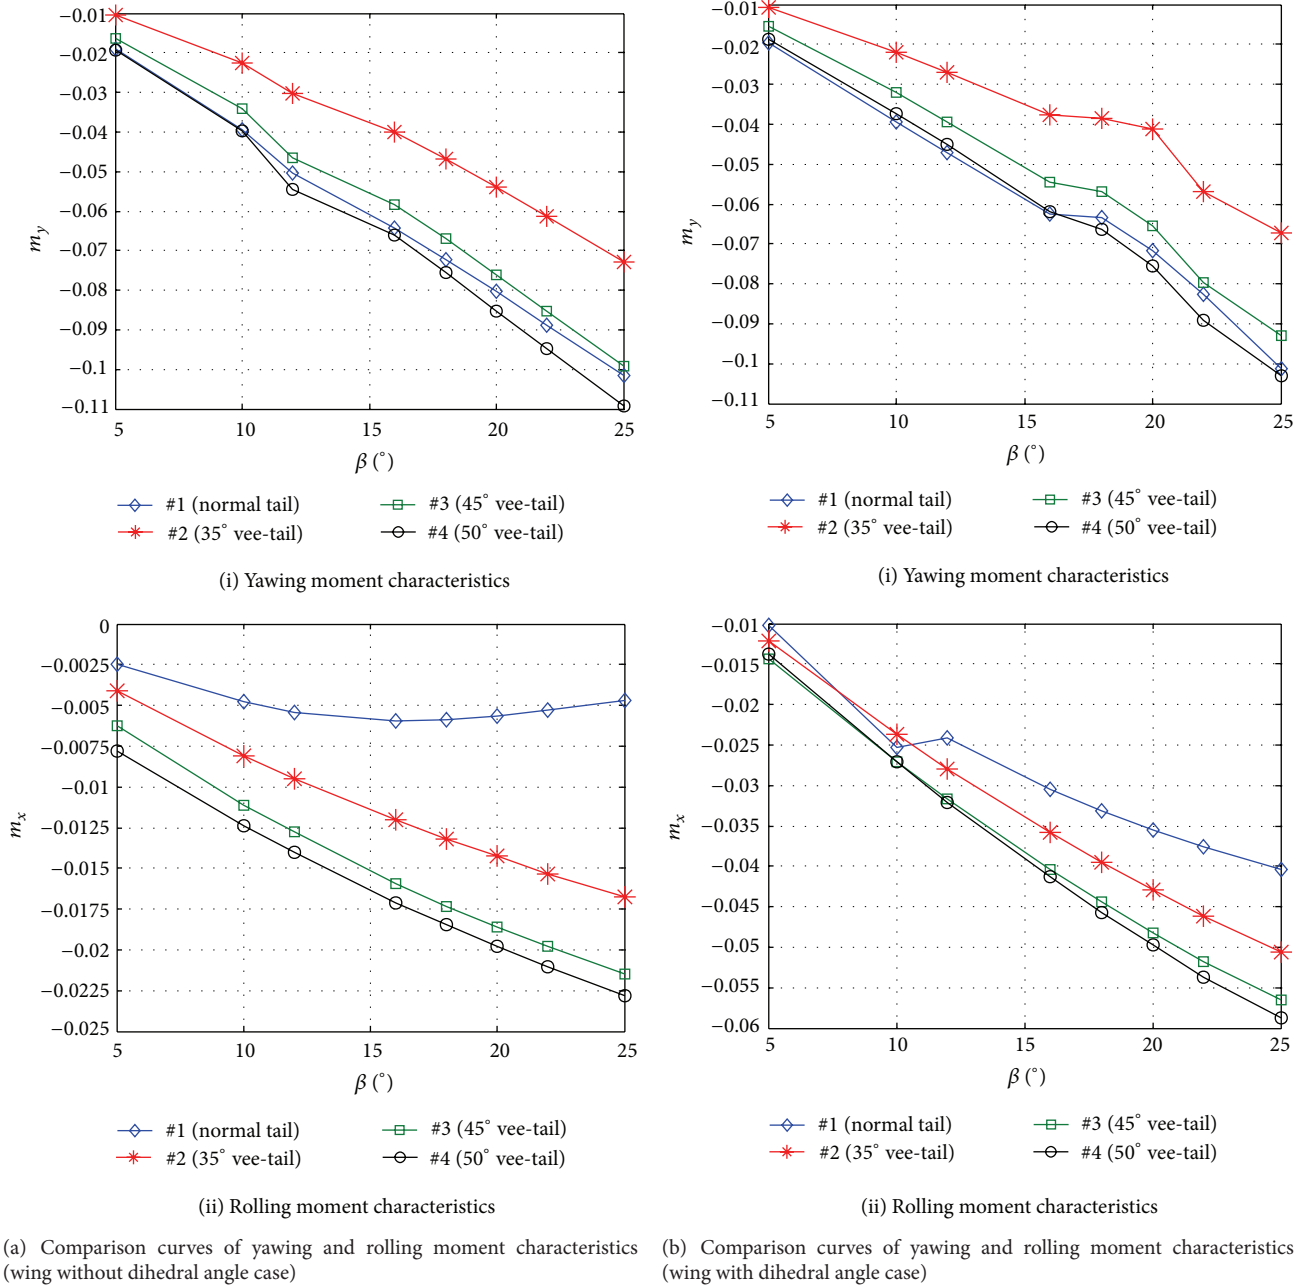 −0.01
−0.02
−0.03
−0.04
−0.05
−0.06
−0.07
−0.08
−0.09
−0.1
−0.11
m_y
5 10 15 20 25
β (°)
#1 (normal tail) #3 (45° vee-tail)
#2 (35° vee-tail) #4 (50° vee-tail)
(i) Yawing moment characteristics
0
−0.0025
−0.005
−0.0075
−0.01
−0.0125
−0.015
−0.0175
−0.02
−0.0225
−0.025
m_x
5 10 15 20 25
β (°)
#1 (normal tail) #3 (45° vee-tail)
#2 (35° vee-tail) #4 (50° vee-tail)
(ii) Rolling moment characteristics
(a) Comparison curves of yawing and rolling moment characteristics
(wing without dihedral angle case)
−0.01
−0.02
−0.03
−0.04
−0.05
−0.06
−0.07
−0.08
−0.09
−0.1
−0.11
m_y
5 10 15 20 25
β (°)
#1 (normal tail) #3 (45° vee-tail)
#2 (35° vee-tail) #4 (50° vee-tail)
(i) Yawing moment characteristics
−0.01
−0.015
−0.02
−0.025
−0.03
−0.035
−0.04
−0.045
−0.05
−0.055
−0.06
m_x
5 10 15 20 25
β (°)
#1 (normal tail) #3 (45° vee-tail)
#2 (35° vee-tail) #4 (50° vee-tail)
(ii) Rolling moment characteristics
(b) Comparison curves of yawing and rolling moment characteristics
(wing with dihedral angle case)